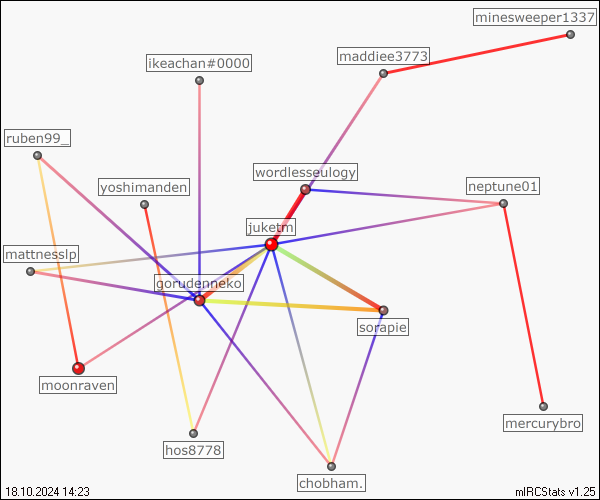 minesweeper1337
maddiee3773
ikeachan#0000
ruben99_
wordlesseulogy
yoshimanden
neptune01
juketm
mattnesslp
gorudenneko
sorapie
moonraven
mercurybro
hos8778
chobham.
18.10.2024 14:23
mIRCStats v1.25